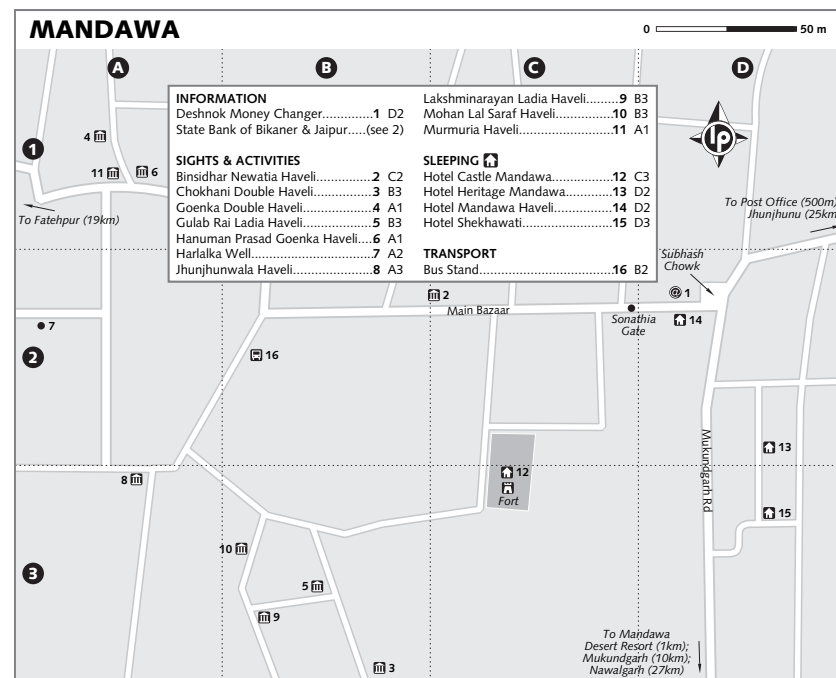 MANDAWA
0 50 m
A B C D
INFORMATION
Deshnok Money Changer..............1 D2
State Bank of Bikaner & Jaipur.....(see 2)
SIGHTS & ACTIVITIES
Binsidhar Newatia Haveli..............2 C2
Chokhani Double Haveli..............3 B3
Goenka Double Haveli..............4 A1
Gulab Rai Ladia Haveli..............5 B3
Hanuman Prasad Goenka Haveli....6 A1
Harlalka Well..............7 A2
Jhunjhunwala Haveli..............8 A3
Lakshminarayan Ladia Haveli.........9 B3
Mohan Lal Saraf Haveli..............10 B3
Murmuria Haveli..............11 A1
SLEEPING
Hotel Castle Mandawa..............12 C3
Hotel Heritage Mandawa..............13 D2
Hotel Mandawa Haveli..............14 D2
Hotel Shekhawati..............15 D3
TRANSPORT
Bus Stand..............16 B2
lp
1
4
11
6
To Fatehpur (19km)
To Post Office (500m)
Jhunjhunu (25km
Subhash
Chowk
2
@ 1
Main Bazaar
Sonathia
Gate
14
7
2
16
Mukundgarh Rd
13
12
Fort
8
15
10
3
5
9
3
To Mandawa
Desert Resort (1km);
Mukundgarh (10km);
Nawalgarh (27km)